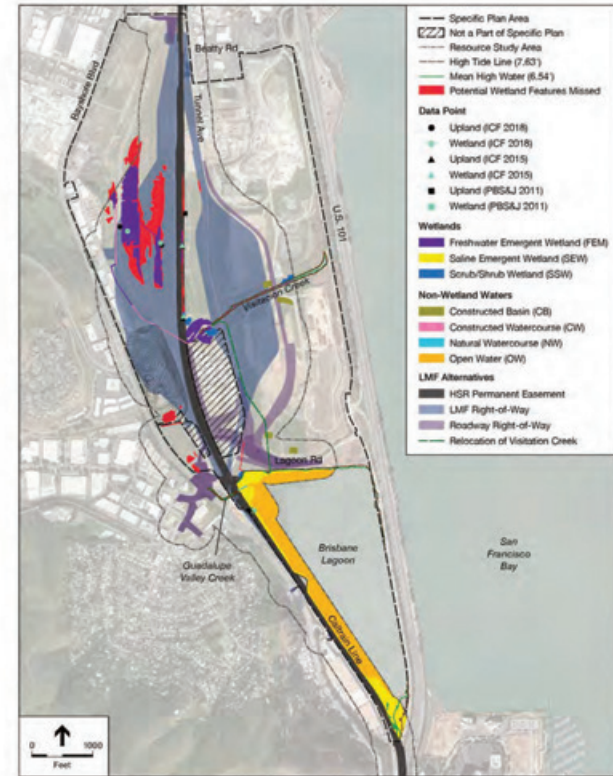 Specific Plan Area
Not a Part of Specific Plan
Resource Study Area
High Tide Line (7.63')
Mean High Water (6.54')
Potential Wetland Features Missed
Data Point
Upland (ICF 2018)
Wetland (ICF 2018)
Upland (ICF 2015)
Wetland (ICF 2015)
Upland (PBS&J 2011)
Wetland (PBS&J 2011)
Wetlands
Freshwater Emergent Wetland (FEM)
Saline Emergent Wetland (SEW)
Scrub/Shrub Wetland (SSW)
Non-Wetland Waters
Constructed Basin (CB)
Constructed Watercourse (CW)
Natural Watercourse (NW)
Open Water (OW)
LMF Alternatives
HSR Permanent Easement
LMF Right-of-Way
Roadway Right-of-Way
Relocation of Visitation Creek
Beatty Rd
Bayshore Blvd
Tunnel Ave
U.S. 101
Visitacion Creek
Lagoon Rd
Brisbane
Lagoon
San
Francisco
Bay
Guadalupe
Valley Creek
Caltrain Line
0 1000
Feet